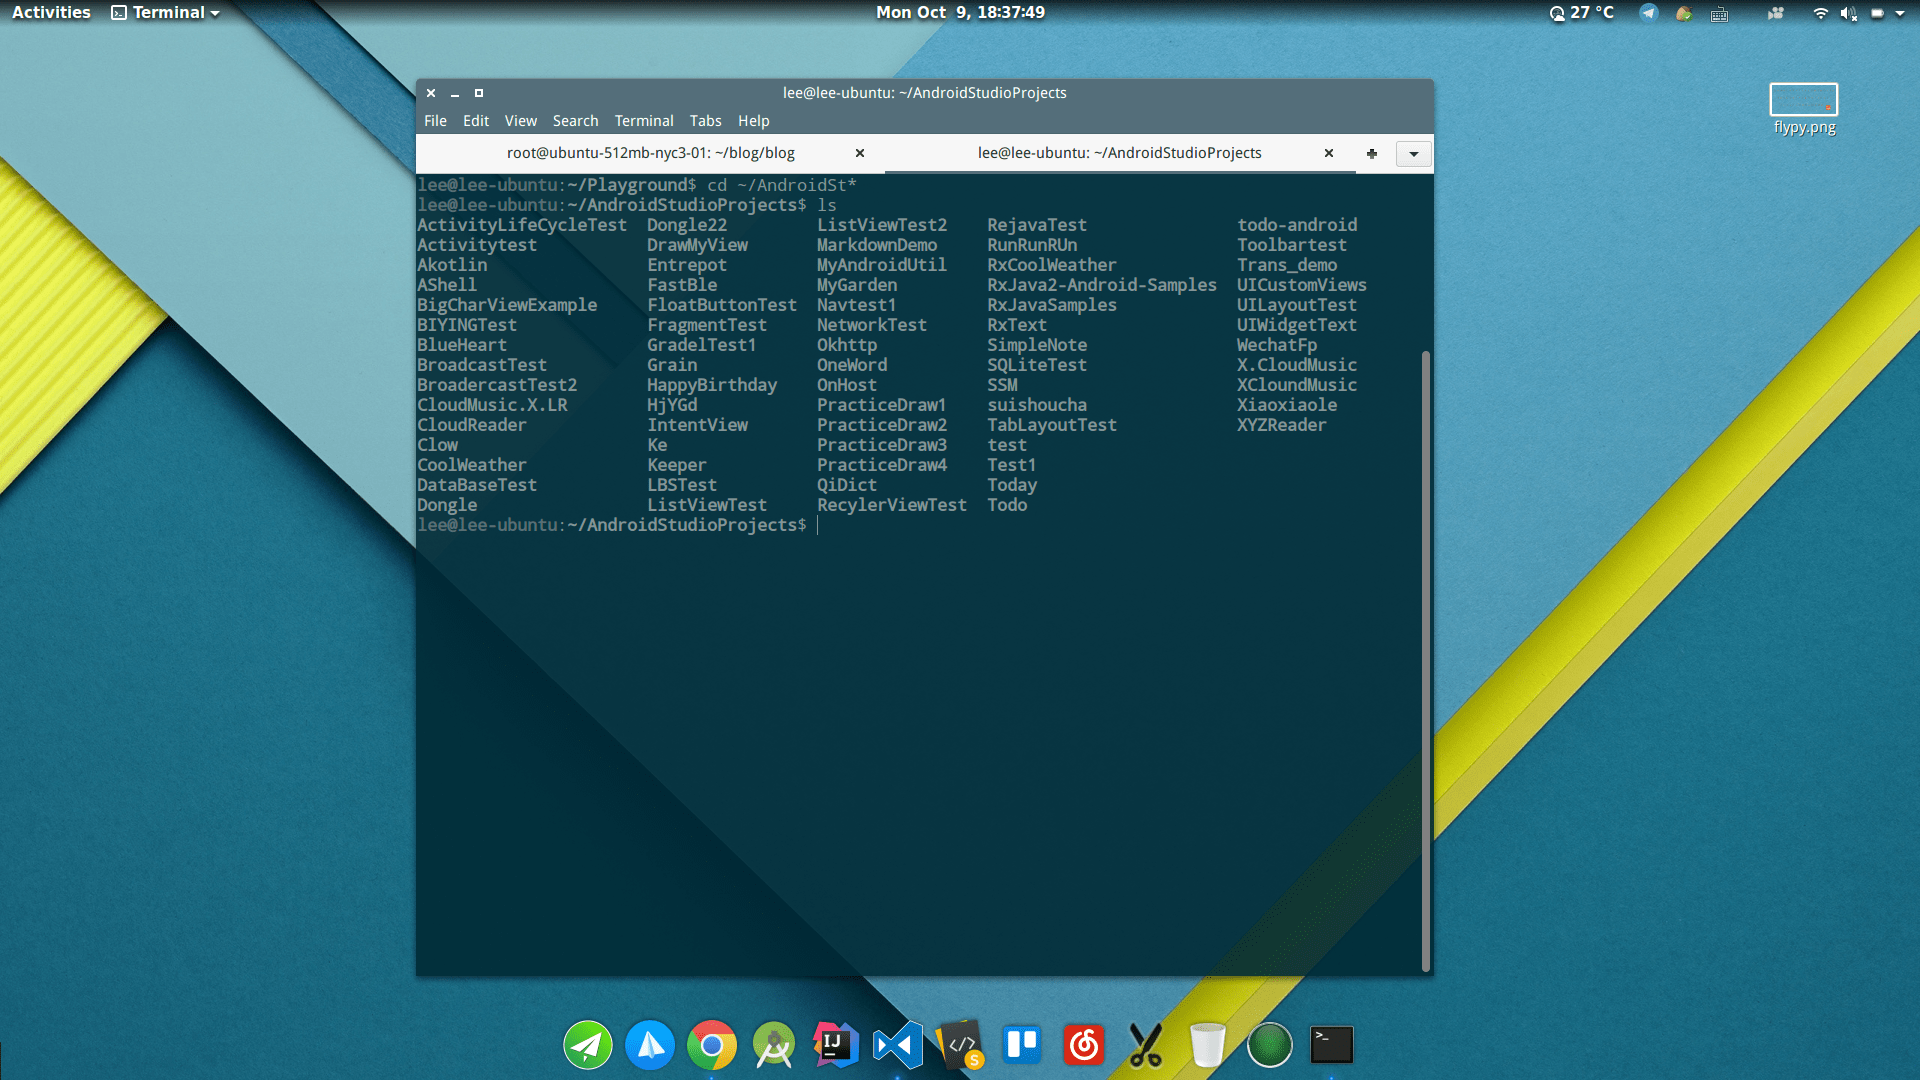 Activities Terminal Mon Oct 9, 18:37:49 27 °C
flypy.png
lee@lee-ubuntu: ~/AndroidStudioProjects
File Edit View Search Terminal Tabs Help
root@ubuntu-512mb-nyc3-01: ~/blog/blog lee@lee-ubuntu: ~/AndroidStudioProjects
lee@lee-ubuntu:~/Playground$ cd ~/AndroidSt*
lee@lee-ubuntu:~/AndroidStudioProjects$ ls
ActivityLifeCycleTest Dongle22 ListViewTest2 RejavaTest todo-android
Activitytest DrawMyView MarkdownDemo RunRunRUn Toolbartest
Akotlin Entrepot MyAndroidUtil RxCoolWeather Trans_demo
AShell FastBle MyGarden RxJava2-Android-Samples UICustomViews
BigCharViewExample FloatButtonTest Navtest1 RxJavaSamples UILayoutTest
BIYINGTest FragmentTest NetworkTest RxText UIWidgetText
BlueHeart GradelTest1 Okhttp SimpleNote WechatFp
BroadcastTest Grain OneWord SQLiteTest X.CloudMusic
BroadercastTest2 HappyBirthday OnHost SSM XCloundMusic
CloudMusic.X.LR HjYGd PracticeDraw1 suishoucha Xiaoxiaole
CloudReader IntentView PracticeDraw2 TabLayoutTest XYZReader
Clow Ke PracticeDraw3 test
CoolWeather Keeper PracticeDraw4 Test1
DataBaseTest LBSTest QiDict Today
Dongle ListViewTest RecylerViewTest Todo
lee@lee-ubuntu:~/AndroidStudioProjects$
IJ </> S >_